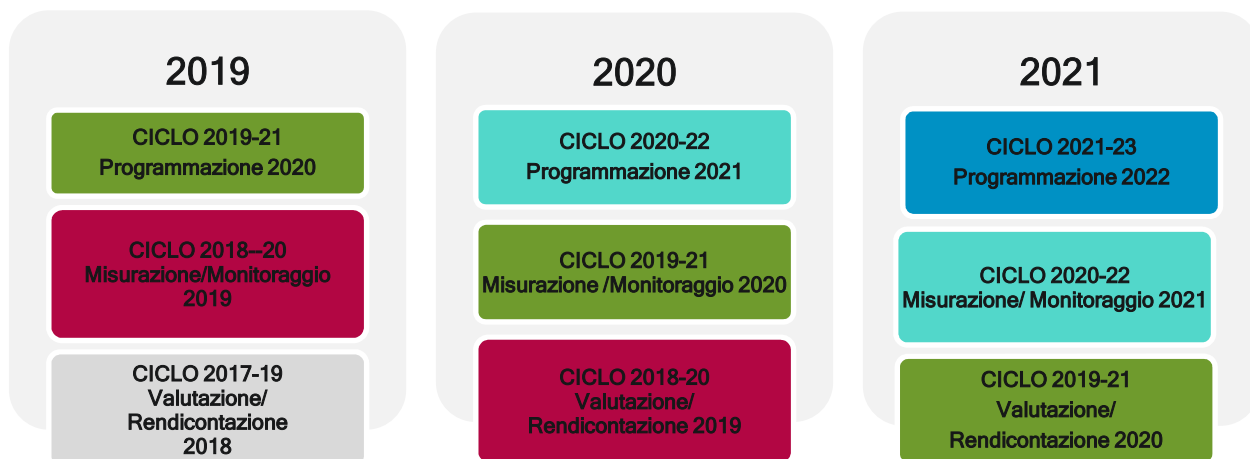 2019
CICLO 2019-21
Programmazione 2020
CICLO 2018--20
Misurazione/Monitoraggio
2019
CICLO 2017-19
Valutazione/
Rendicontazione
2018
2020
CICLO 2020-22
Programmazione 2021
CICLO 2019-21
Misurazione /Monitoraggio 2020
CICLO 2018-20
Valutazione/
Rendicontazione 2019
2021
CICLO 2021-23
Programmazione 2022
CICLO 2020-22
Misurazione/ Monitoraggio 2021
CICLO 2019-21
Valutazione/
Rendicontazione 2020